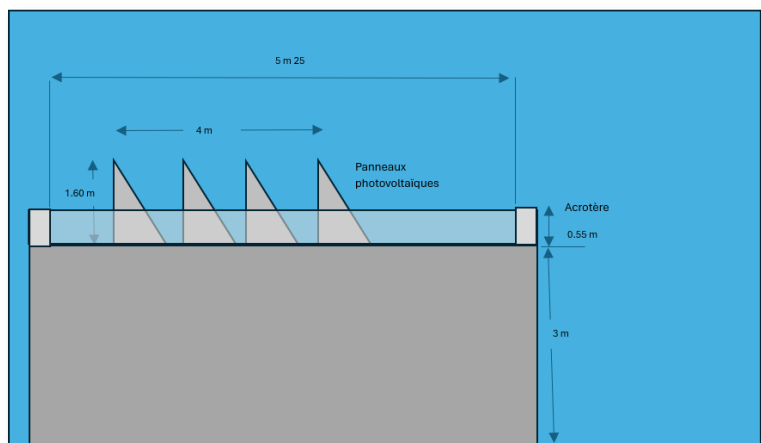 5 m 25
4 m
Panneaux
photovoltaïques
1.60 m
Acrotère
0.55 m
3 m